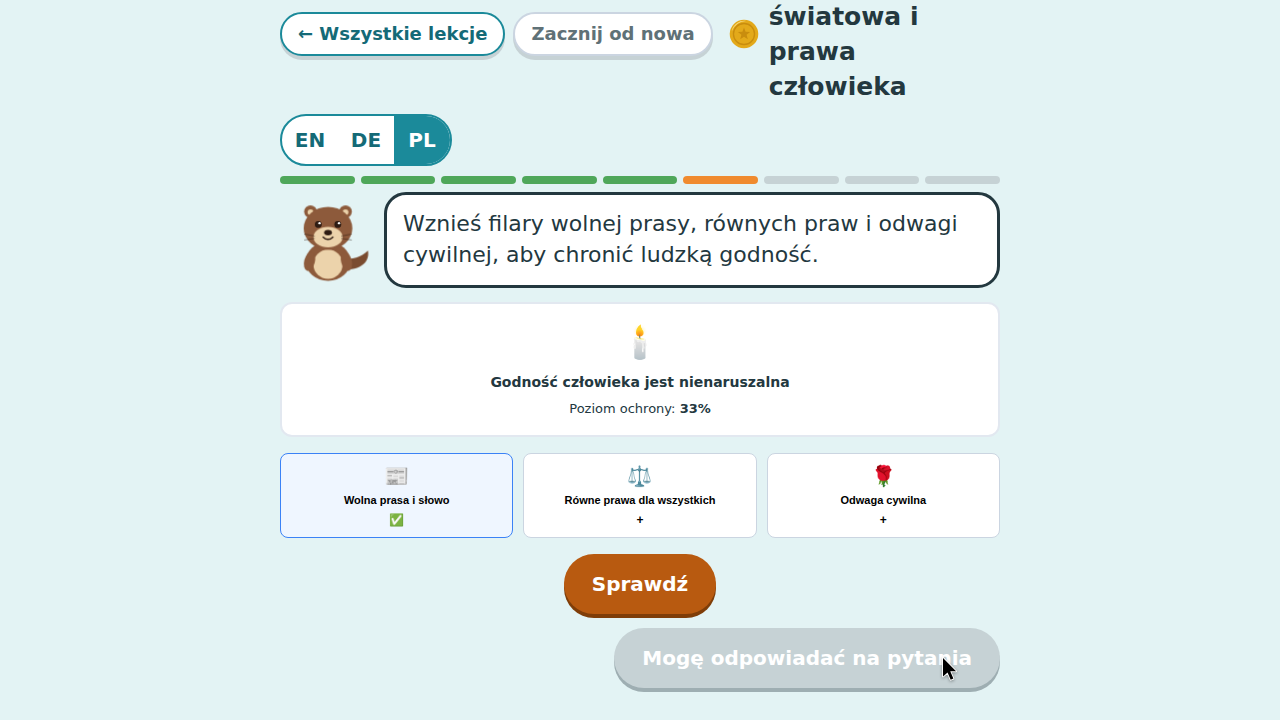 ← Wszystkie lekcje
Zacznij od nowa
światowa i
prawa
człowieka
EN DE PL
Wznieś filary wolnej prasy, równych praw i odwagi
cywilnej, aby chronić ludzką godność.
Godność człowieka jest nienaruszalna
Poziom ochrony: 33%
Wolna prasa i słowo
Równe prawa dla wszystkich
+
Odwaga cywilna
+
Sprawdź
Mogę odpowiadać na pytania